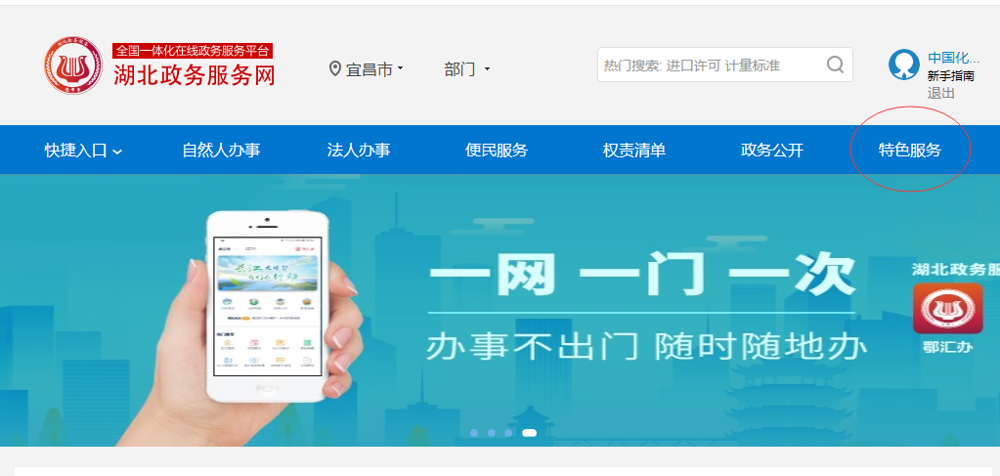 全国一体化在线政务服务平台
湖北政务服务网
宜昌市
部门
热门搜索: 进口许可 计量标准
中国化...
新手指南
退出
快捷入口
自然人办事
法人办事
便民服务
权责清单
政务公开
特色服务
一网 一门 一次
办事不出门 随时随地办
湖北政务服
鄂汇办